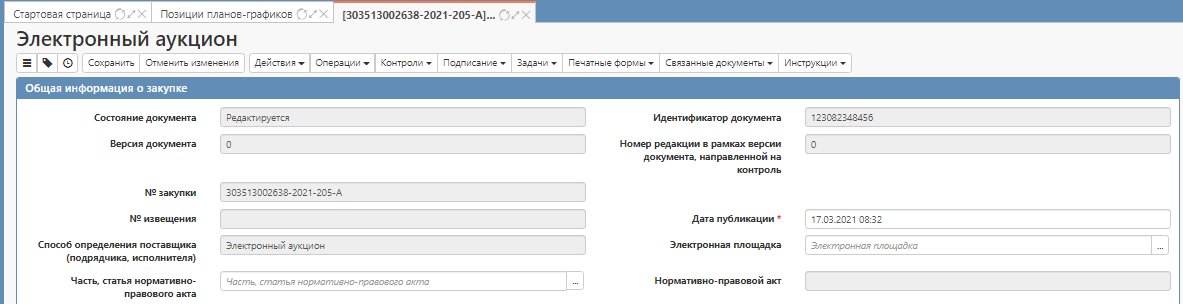 Стартовая страница Позиции планов-графиков [303513002638-2021-205-А]...
Электронный аукцион
Сохранить Отменить изменения Действия Операции Контроли Подписание Задачи Печатные формы Связанные документы Инструкции
Общая информация о закупке
Состояние документа Редактируется Идентификатор документа 123082348456
Версия документа 0 Номер редакции в рамках версии 0
документа, направленной на
контроль
№ закупки 303513002638-2021-205-А
№ извещения Дата публикации * 17.03.2021 08:32
Способ определения поставщика Электронный аукцион Электронная площадка Электронная площадка ...
(подрядчика, исполнителя)
Часть, статья нормативно- Часть, статья нормативно-правового акта ... Нормативно-правовой акт
правового акта